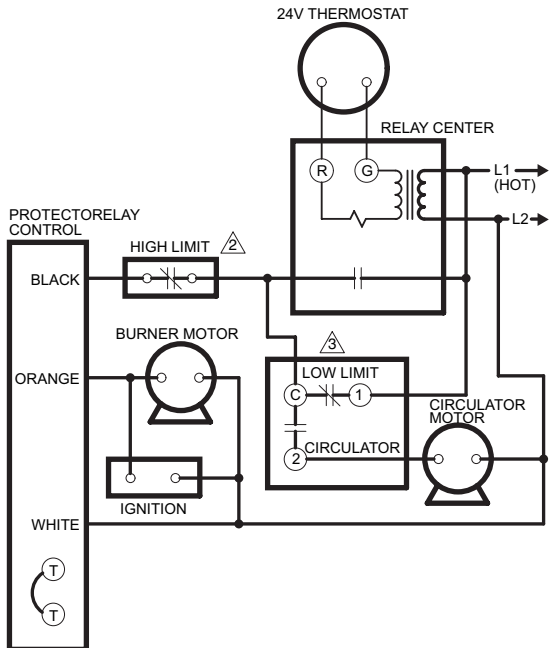 24V THERMOSTAT
RELAY CENTER
R
G
L1
(HOT)
L2
PROTECTORELAY
CONTROL
HIGH LIMIT
2
BLACK
BURNER MOTOR
3
LOW LIMIT
ORANGE
C
1
CIRCULATOR
MOTOR
CIRCULATOR
2
IGNITION
WHITE
T
T